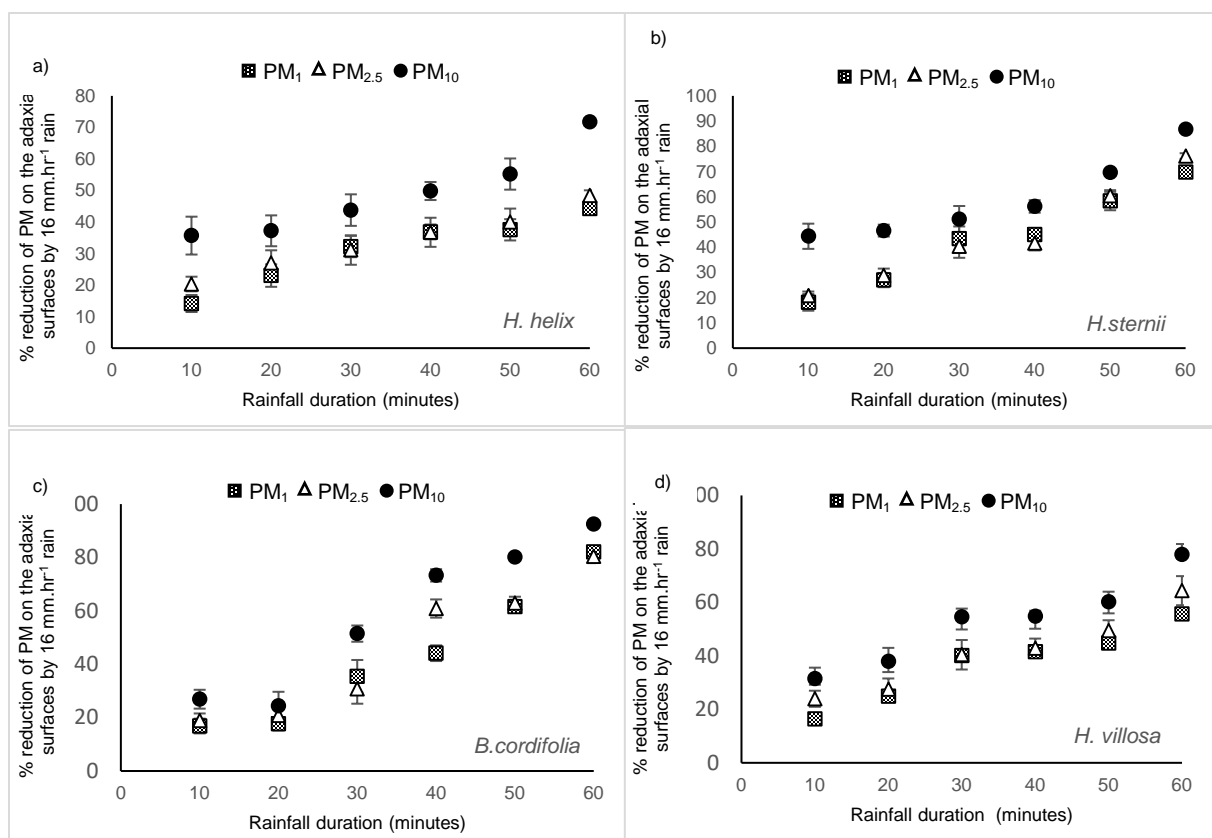 a)
PM₁ PM₂.₅ PM₁₀
% reduction of PM on the adaxial
surfaces by 16 mm.hr⁻¹ rain
80
70
60
50
40
30
20
10
0
H. helix
0 10 20 30 40 50 60
Rainfall duration (minutes)
b)
PM₁ PM₂.₅ PM₁₀
% reduction of PM on the adaxial
surfaces by 16 mm.hr⁻¹ rain
100
90
80
70
60
50
40
30
20
10
0
H.sternii
0 10 20 30 40 50 60
Rainfall duration (minutes)
c)
PM₁ PM₂.₅ PM₁₀
% reduction of PM on the adaxia
surfaces by 16 mm.hr⁻¹ rain
00
80
60
40
20
0
B.cordifolia
0 10 20 30 40 50 60
Rainfall duration (minutes)
d)
PM₁ PM₂.₅ PM₁₀
% reduction of PM on the adaxia
surfaces by 16 mm.hr⁻¹ rain
00
80
60
40
20
0
H. villosa
0 10 20 30 40 50 60
Rainfall duration (minutes)